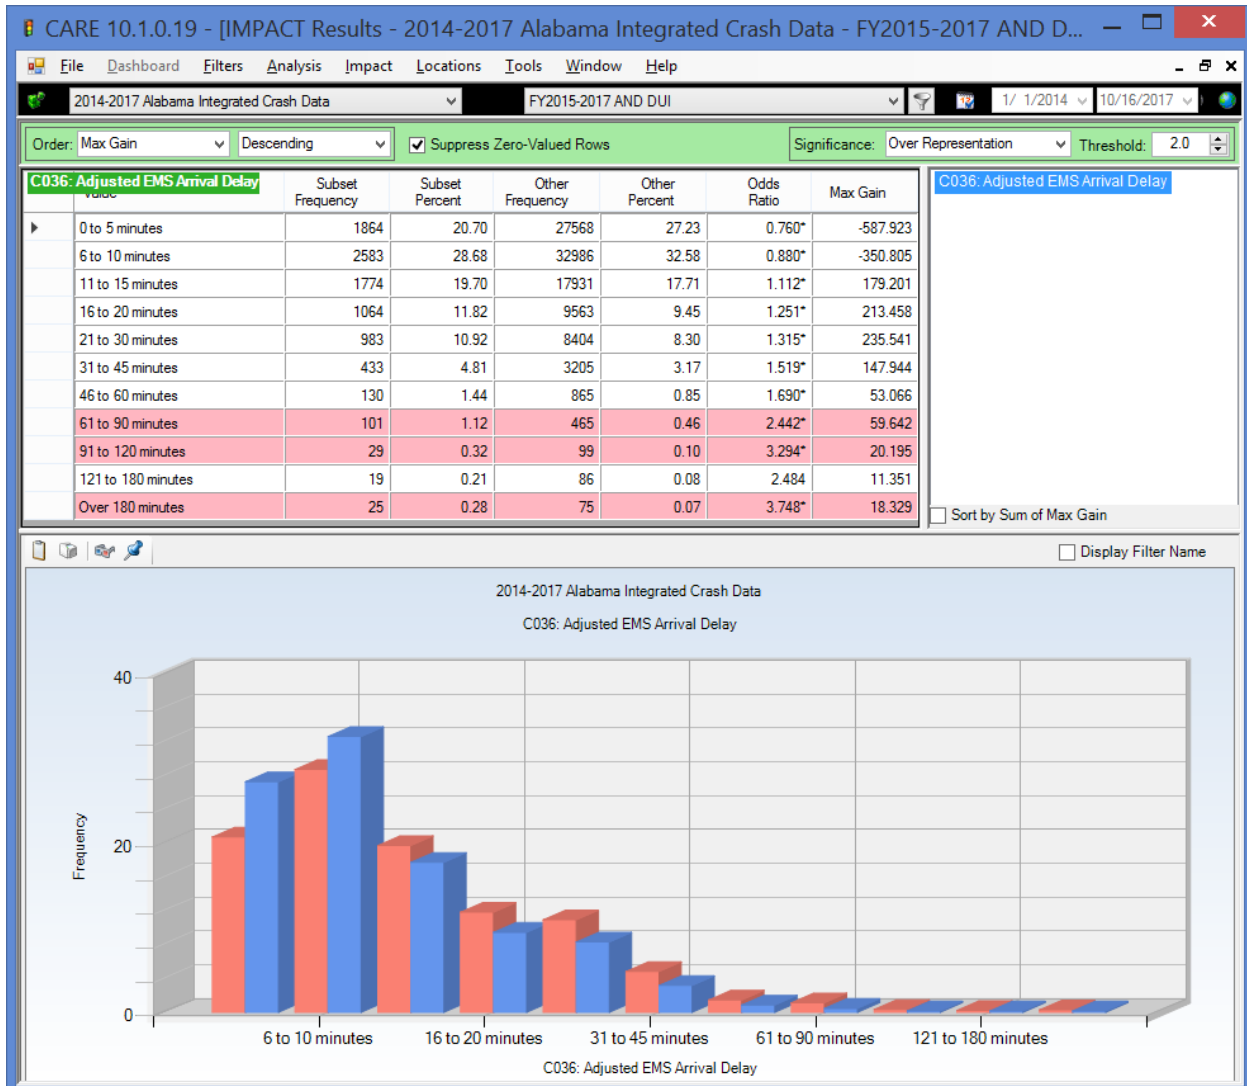 CARE 10.1.0.19 - [IMPACT Results - 2014-2017 Alabama Integrated Crash Data - FY2015-2017 AND D...
File Dashboard Filters Analysis Impact Locations Tools Window Help
2014-2017 Alabama Integrated Crash Data FY2015-2017 AND DUI 1/ 1/2014 10/16/2017
Order: Max Gain Descending Suppress Zero-Valued Rows Significance: Over Representation Threshold: 2.0
C036: Adjusted EMS Arrival Delay Subset Frequency Subset Percent Other Frequency Other Percent Odds Ratio Max Gain C036: Adjusted EMS Arrival Delay
0 to 5 minutes 1864 20.70 27568 27.23 0.760* -587.923
6 to 10 minutes 2583 28.68 32986 32.58 0.880* -350.805
11 to 15 minutes 1774 19.70 17931 17.71 1.112* 179.201
16 to 20 minutes 1064 11.82 9563 9.45 1.251* 213.458
21 to 30 minutes 983 10.92 8404 8.30 1.315* 235.541
31 to 45 minutes 433 4.81 3205 3.17 1.519* 147.944
46 to 60 minutes 130 1.44 865 0.85 1.690* 53.066
61 to 90 minutes 101 1.12 465 0.46 2.442* 59.642
91 to 120 minutes 29 0.32 99 0.10 3.294* 20.195
121 to 180 minutes 19 0.21 86 0.08 2.484 11.351
Over 180 minutes 25 0.28 75 0.07 3.748* 18.329
Sort by Sum of Max Gain
Display Filter Name
2014-2017 Alabama Integrated Crash Data
C036: Adjusted EMS Arrival Delay
40
20
0
Frequency
6 to 10 minutes 16 to 20 minutes 31 to 45 minutes 61 to 90 minutes 121 to 180 minutes
C036: Adjusted EMS Arrival Delay